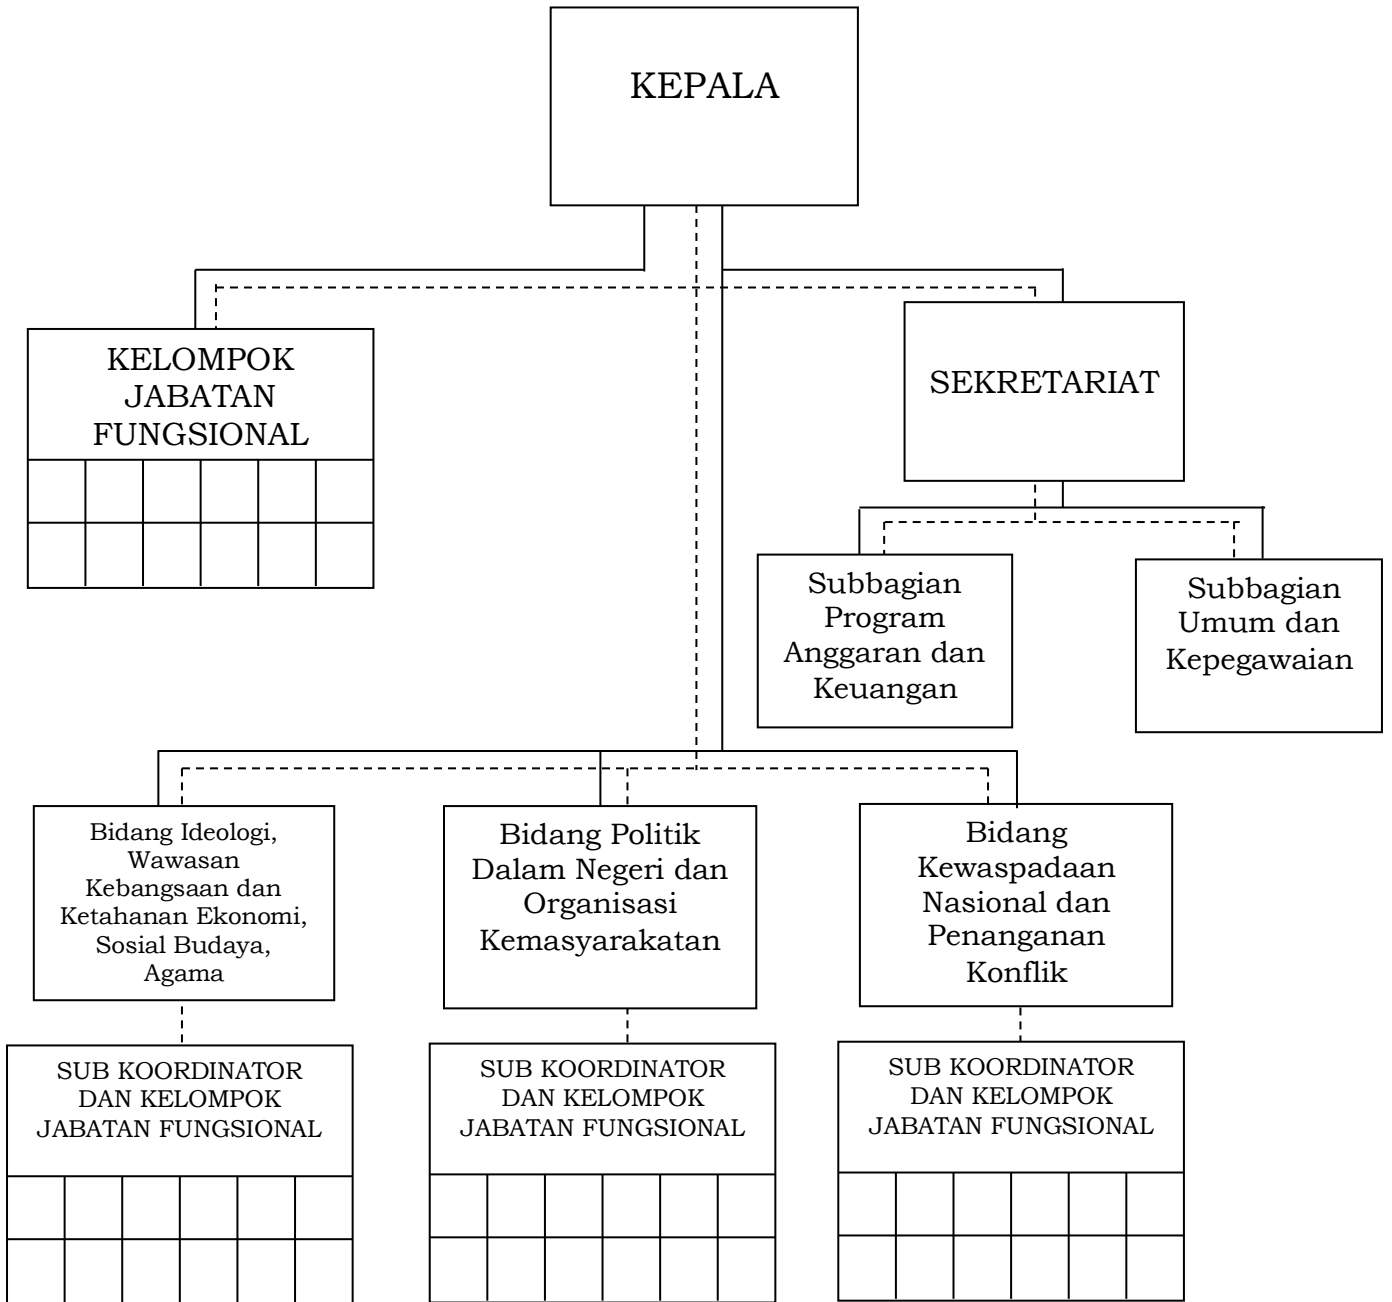 KEPALA
KELOMPOK
JABATAN
FUNGSIONAL
SEKRETARIAT
Subbagian
Program
Anggaran dan
Keuangan
Subbagian
Umum dan
Kepegawaian
Bidang Ideologi,
Wawasan
Kebangsaan dan
Ketahanan Ekonomi,
Sosial Budaya,
Agama
Bidang Politik
Dalam Negeri dan
Organisasi
Kemasyarakatan
Bidang
Kewaspadaan
Nasional dan
Penanganan
Konflik
SUB KOORDINATOR
DAN KELOMPOK
JABATAN FUNGSIONAL
SUB KOORDINATOR
DAN KELOMPOK
JABATAN FUNGSIONAL
SUB KOORDINATOR
DAN KELOMPOK
JABATAN FUNGSIONAL